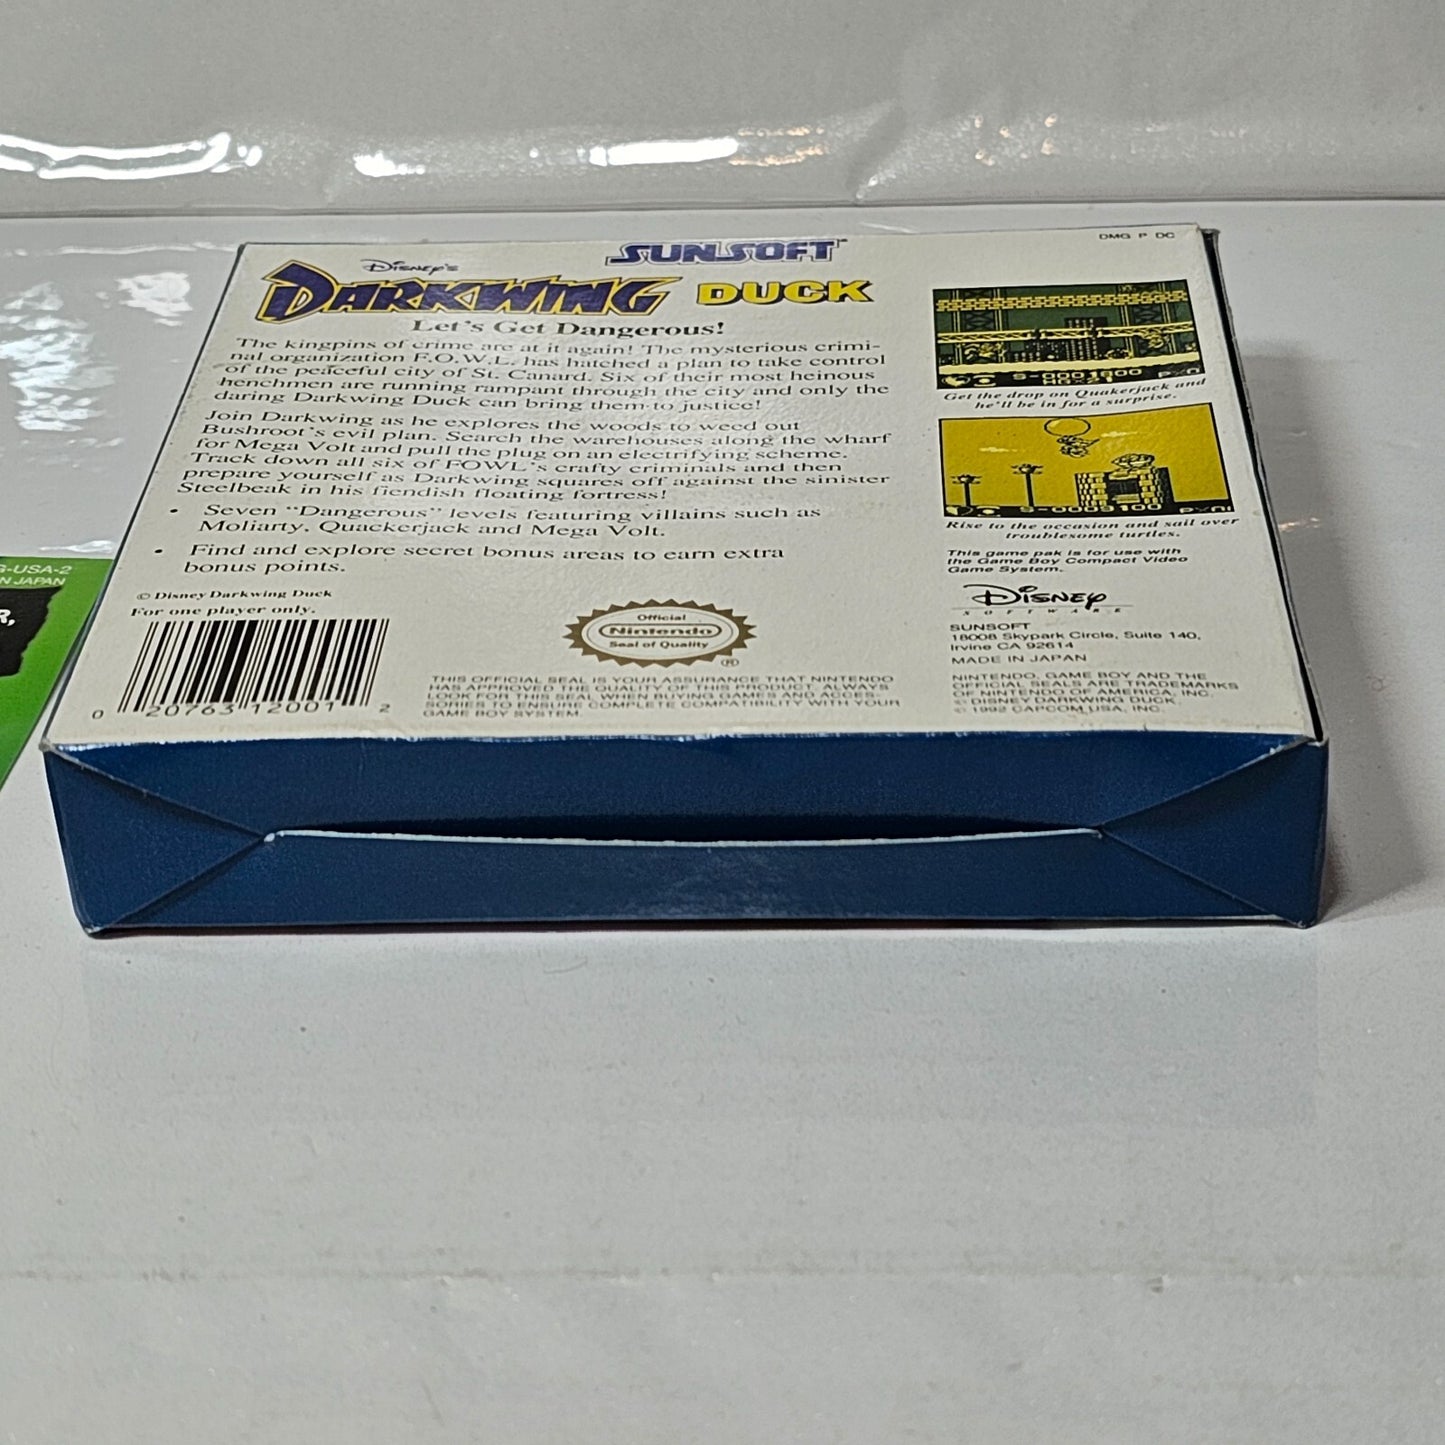 SUNSOFT
DMG P DC
Disney's
DARKWING DUCK
Let's Get Dangerous!
The kingpins of crime are at it again! The mysterious crimi-
nal organization F.O.W.L. has hatched a plan to take control
of the peaceful city of St. Canard. Six of their most heinous
henchmen are running rampant through the city and only the
daring Darkwing Duck can bring them to justice!
Join Darkwing as he explores the woods to weed out
Bushroot's evil plan. Search the warehouses along the wharf
for Mega Volt and pull the plug on an electrifying scheme.
Track down all six of FOWL's crafty criminals and then
prepare yourself as Darkwing squares off against the sinister
Steelbeak in his fiendish floating fortress!
• Seven "Dangerous" levels featuring villains such as
Moliarty, Quackerjack and Mega Volt.
• Find and explore secret bonus areas to earn extra
bonus points.
© Disney Darkwing Duck
For one player only.
0 20763 12001 2
Official
Nintendo
Seal of Quality
®
THIS OFFICIAL SEAL IS YOUR ASSURANCE THAT NINTENDO
HAS APPROVED THE QUALITY OF THIS PRODUCT. ALWAYS
LOOK FOR THIS SEAL WHEN BUYING GAMES AND ACCES-
SORIES TO ENSURE COMPLETE COMPATIBILITY WITH YOUR
GAME BOY SYSTEM.
S-0001800
Get the drop on Quakerjack and
he'll be in for a surprise.
S-0009100
Rise to the occasion and sail over
troublesome turtles.
This game pak is for use with
the Game Boy Compact Video
Game System.
Disney
SOFTWARE
SUNSOFT
18008 Skypark Circle, Suite 140,
Irvine CA 92614
MADE IN JAPAN
NINTENDO, GAME BOY AND THE
OFFICIAL SEALS ARE TRADEMARKS
OF NINTENDO OF AMERICA, INC.
© DISNEY DARKWING DUCK
© 1992 CAPCOM USA, INC.
G-USA-2
IN JAPAN
R,